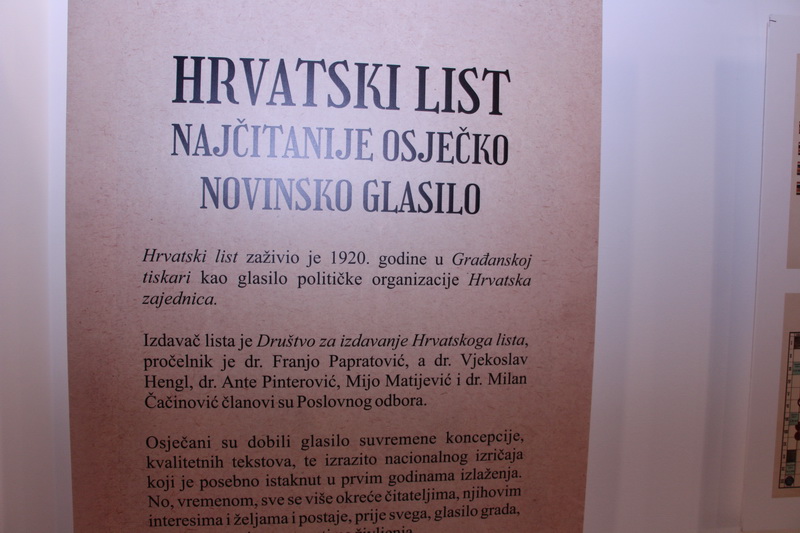 HRVATSKI LIST
NAJČITANIJE OSJEČKO
NOVINSKO GLASILO
Hrvatski list zaživio je 1920. godine u Građanskoj
tiskari kao glasilo političke organizacije Hrvatska
zajednica.
Izdavač lista je Društvo za izdavanje Hrvatskoga lista,
pročelnik je dr. Franjo Papratović, a dr. Vjekoslav
Hengl, dr. Ante Pinterović, Mijo Matijević i dr. Milan
Čačinović članovi su Poslovnog odbora.
Osječani su dobili glasilo suvremene koncepcije,
kvalitetnih tekstova, te izrazito nacionalnog izričaja
koji je posebno istaknut u prvim godinama izlaženja.
No, vremenom, sve se više okreće čitateljima, njihovim
interesima i željama i postaje, prije svega, glasilo grada,